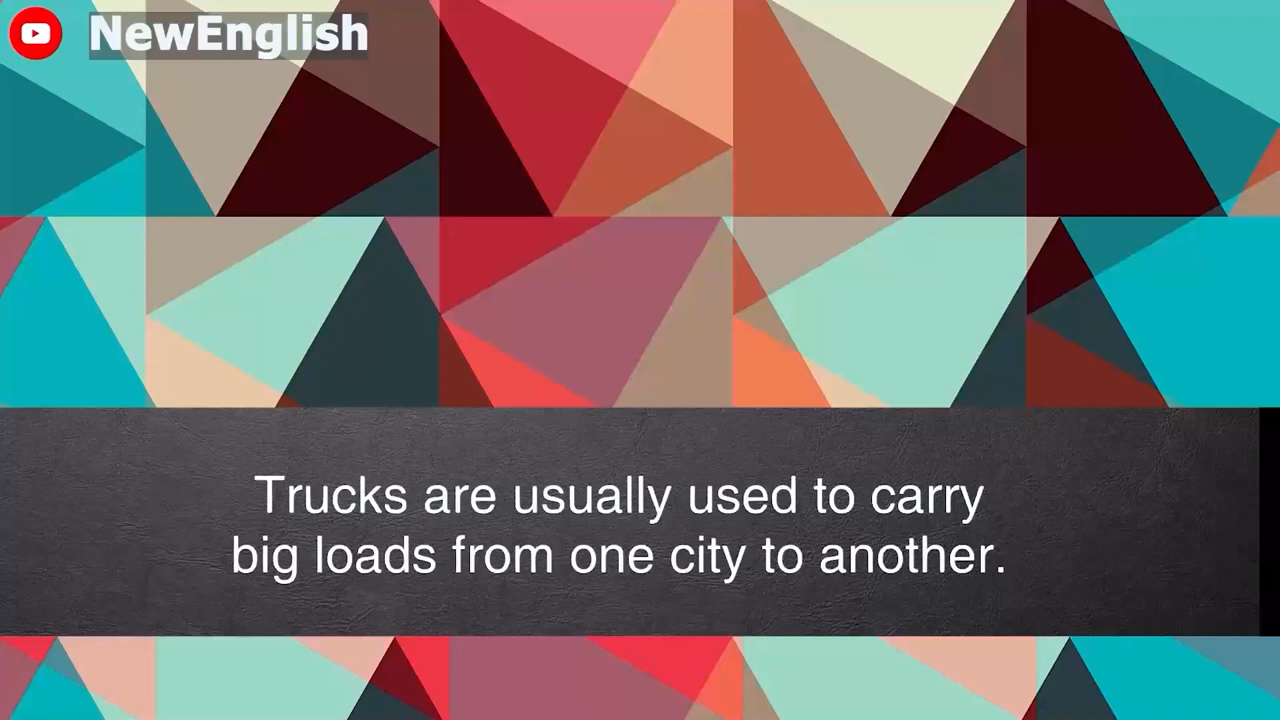 NewEnglish
Trucks are usually used to carry
big loads from one city to another.